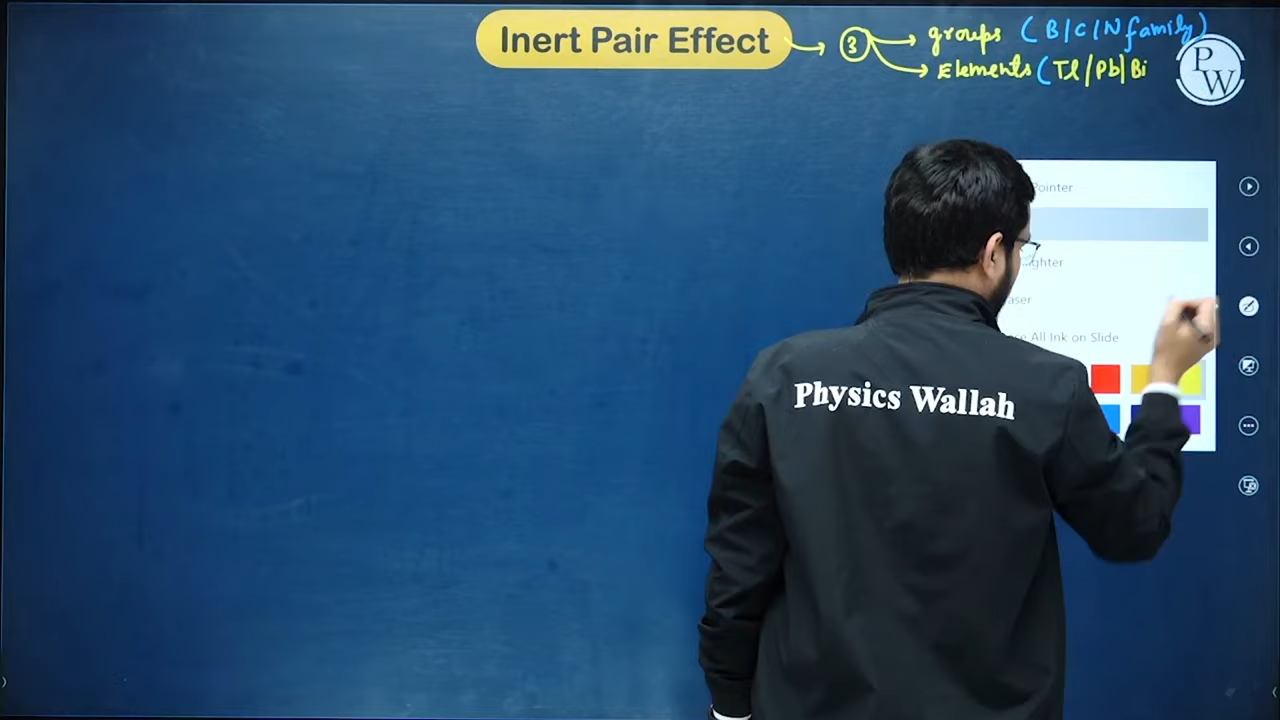 Inert Pair Effect → 3 → groups (B/C/N family)
→ Elements (Tl/Pb/Bi
PW
Pointer
ghter
aser
e All Ink on Slide
Physics Wallah